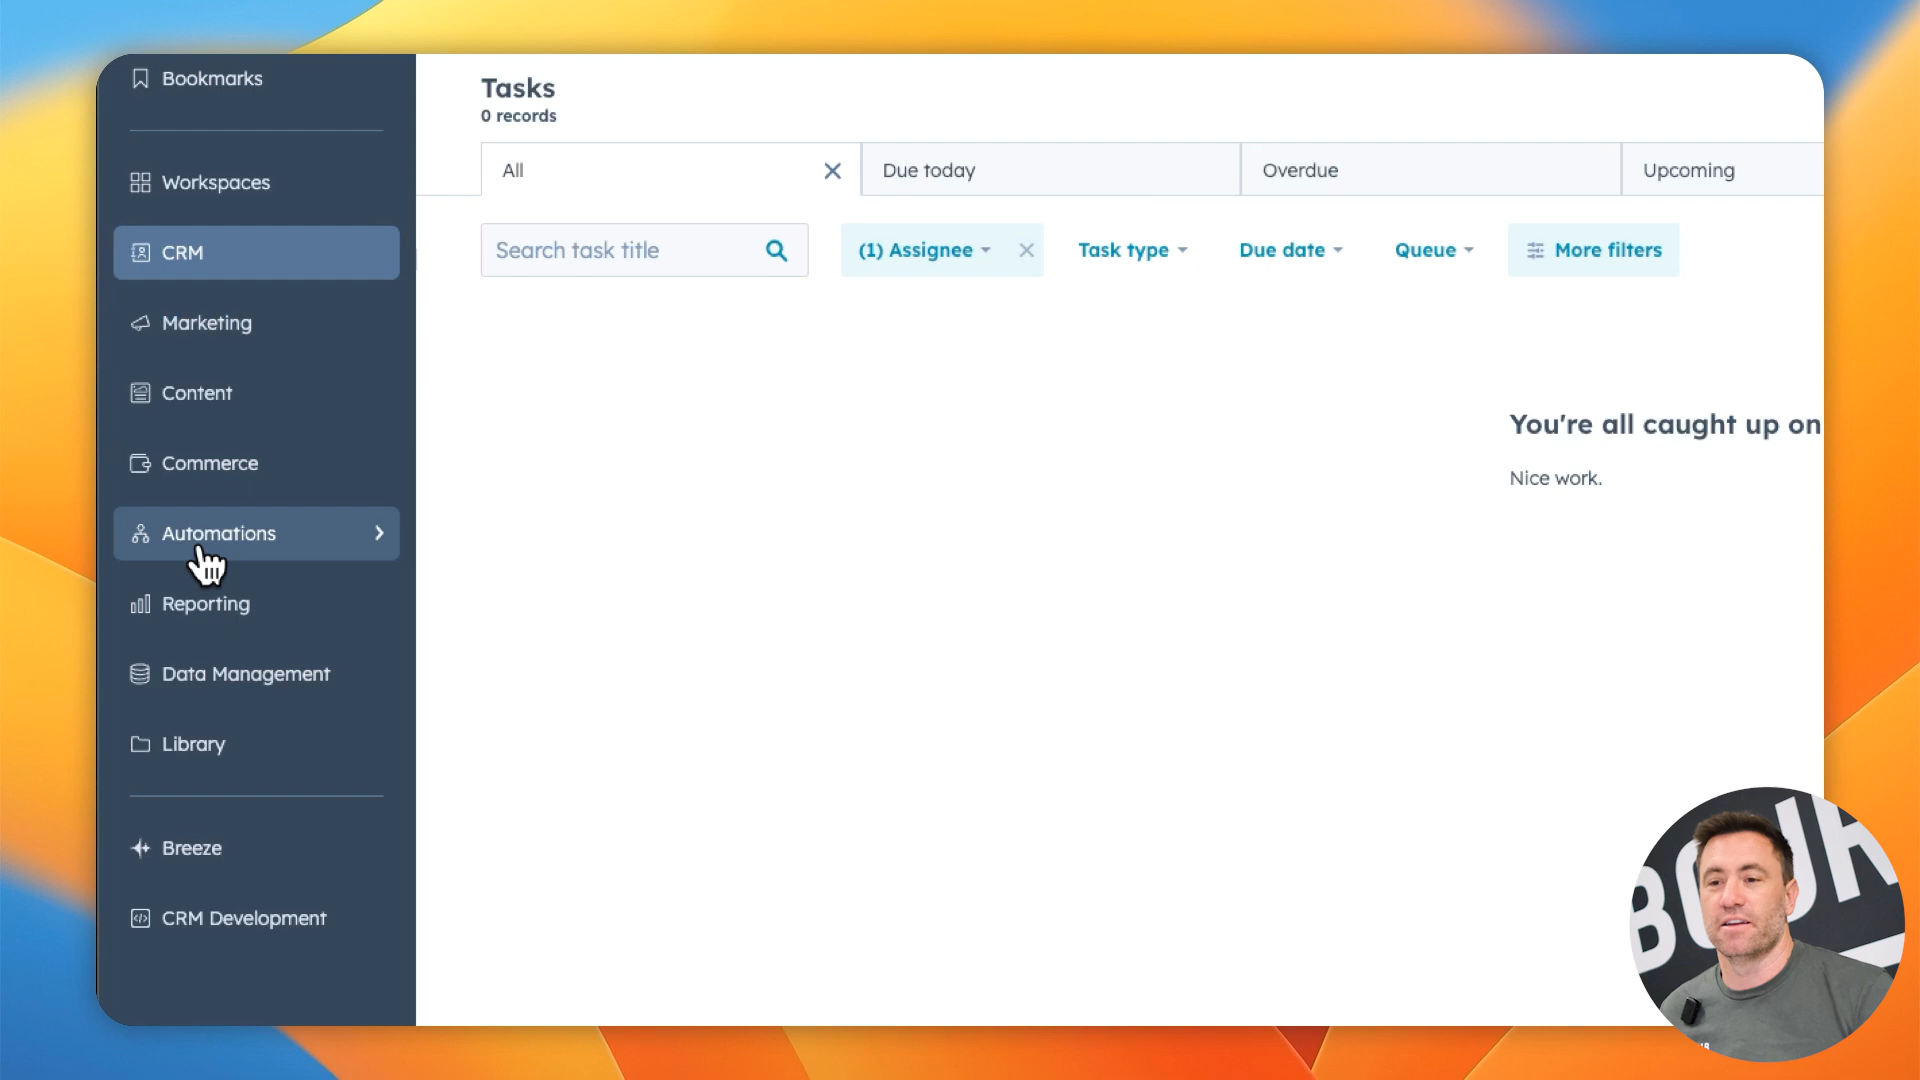 Bookmarks
Workspaces
CRM
Marketing
Content
Commerce
Automations
Reporting
Data Management
Library
Breeze
CRM Development
Tasks
0 records
All
Due today
Overdue
Upcoming
Search task title
(1) Assignee
Task type
Due date
Queue
More filters
You're all caught up on
Nice work.